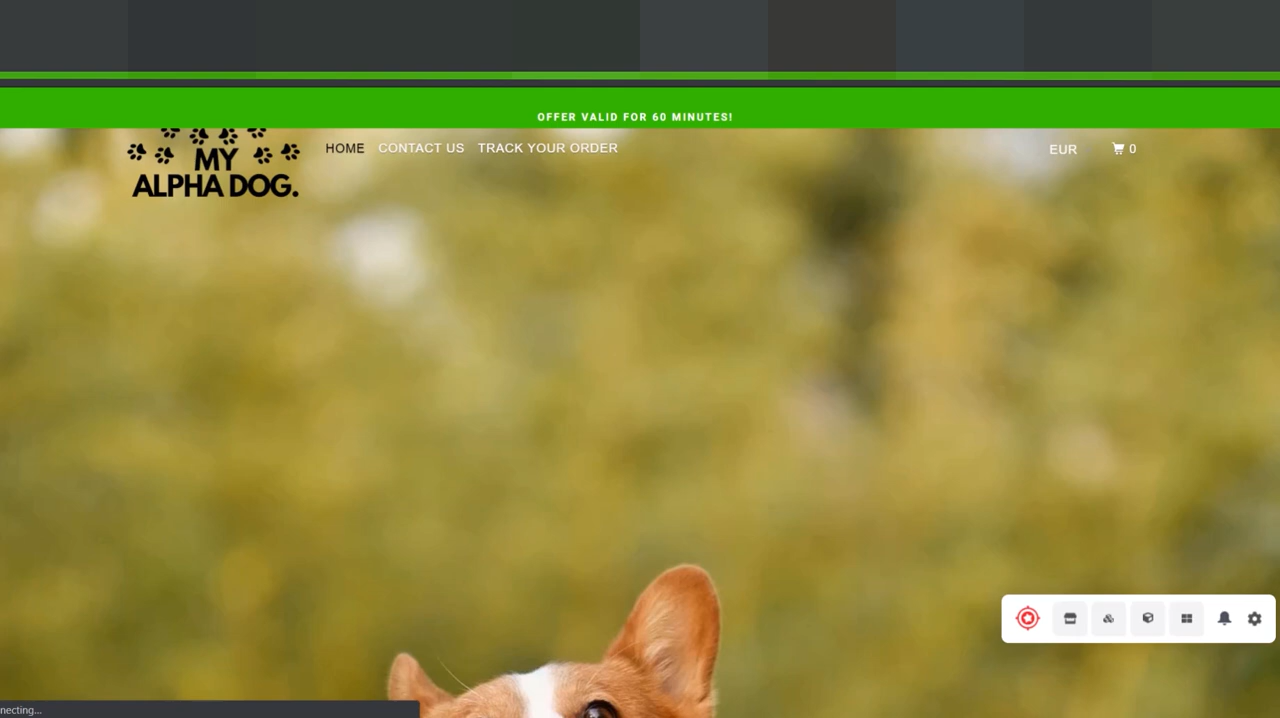 OFFER VALID FOR 60 MINUTES!
MY
ALPHA DOG.
HOME CONTACT US TRACK YOUR ORDER
EUR 0
necting...